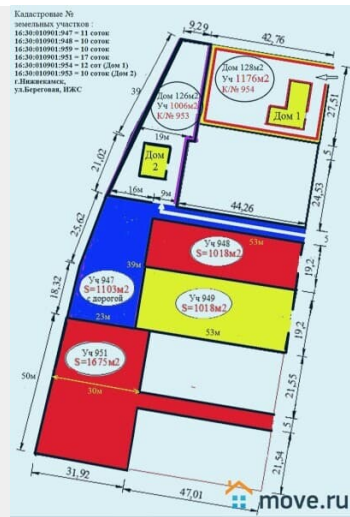 Кадастровые №
земельных участков :
16:30:010901:947 = 11 соток
16:30:010901:948 = 10 соток
16:30:010901:959 = 10 соток
16:30:010901:951 = 17 соток
16:30:010901:954 = 12 сот (Дом 1)
16:30:010901:953 = 10 соток (Дом 2)
г.Нижнекамск,
ул.Береговая, ИЖС
9,29
42,76
Дом 128м2
Уч 1176м2
К/№ 954
Дом 126м2
Уч 1006м2
К/№ 953
Дом 1
27,51
39
19м
Дом
2
21,02
16м
9м
44,26
24,53
5
25,62
Уч 948
S=1018м2
53м
19,2
39м
Уч 947
S=1103м2
с дорогой
Уч 949
S=1018м2
18,32
23м
53м
19,2
Уч 951
S=1675м2
50м
30м
21,55
5
21,54
31,92
47,01
move.ru